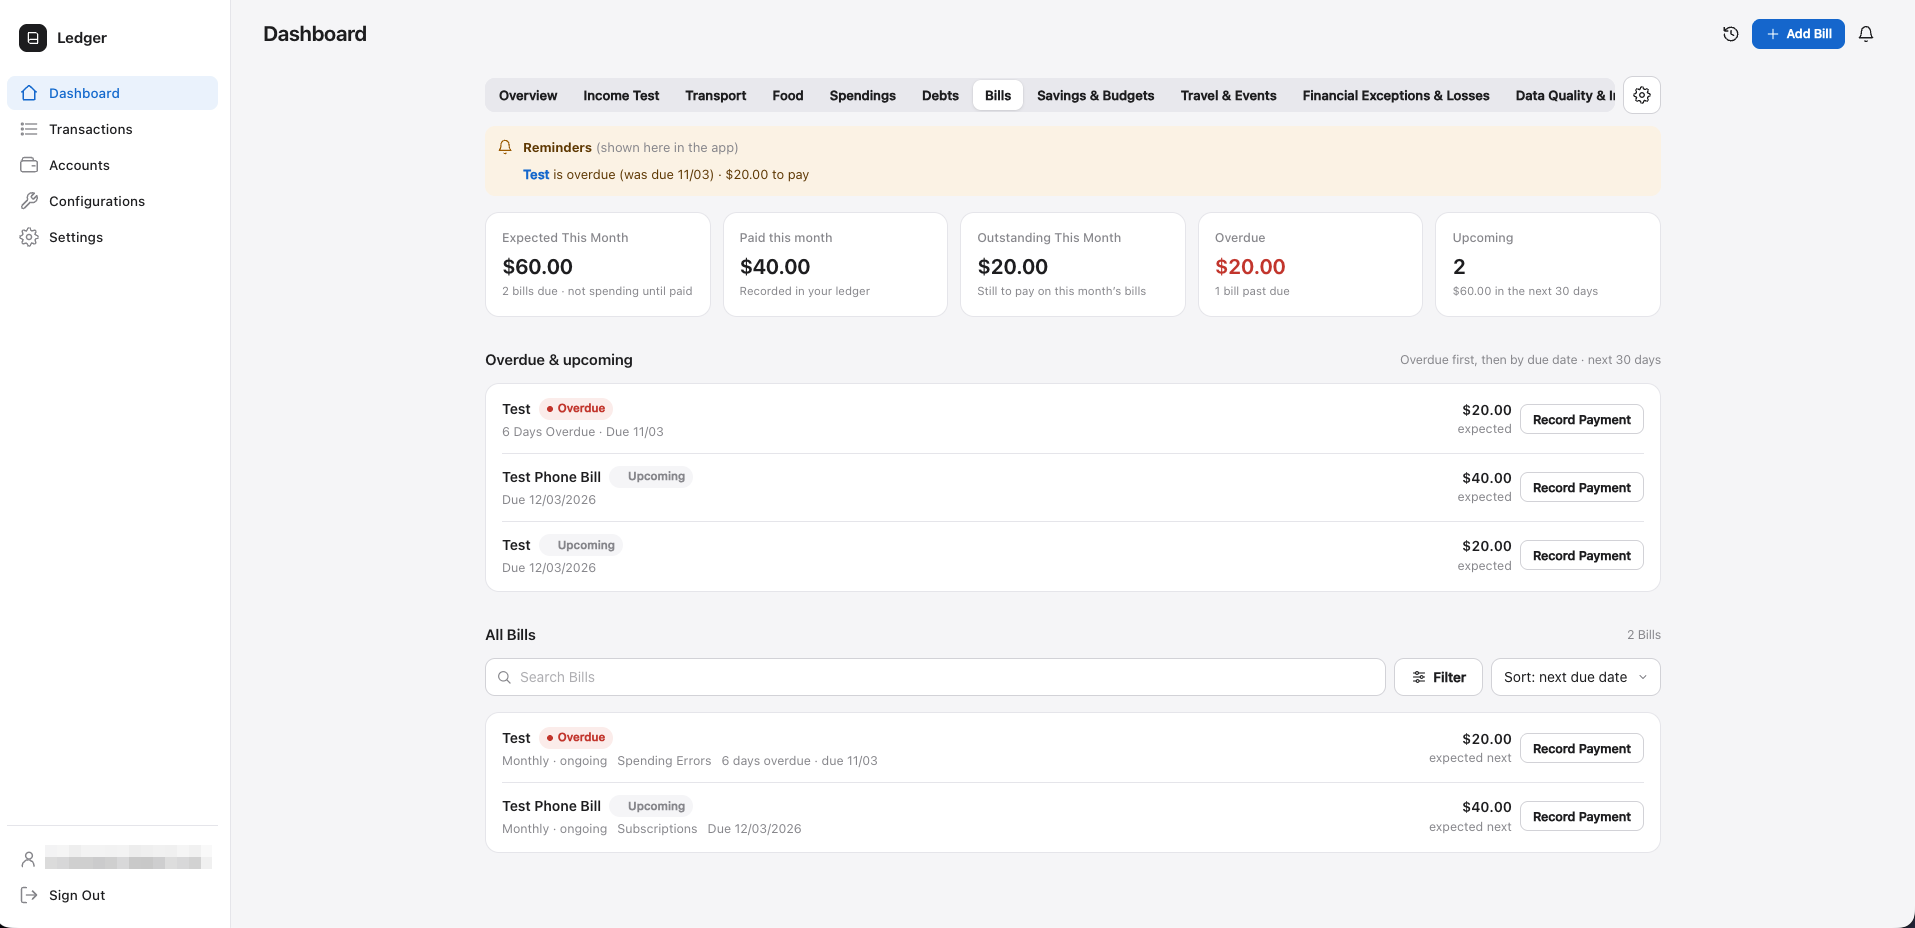 Ledger
Dashboard
Transactions
Accounts
Configurations
Settings
Sign Out
Dashboard
Add Bill
Overview Income Test Transport Food Spendings Debts Bills Savings & Budgets Travel & Events Financial Exceptions & Losses Data Quality &
Reminders (shown here in the app)
Test is overdue (was due 11/03) · $20.00 to pay
Expected This Month
$60.00
2 bills due · not spending until paid
Paid this month
$40.00
Recorded in your ledger
Outstanding This Month
$20.00
Still to pay on this month’s bills
Overdue
$20.00
1 bill past due
Upcoming
2
$60.00 in the next 30 days
Overdue & upcoming
Overdue first, then by due date · next 30 days
Test Overdue
6 Days Overdue · Due 11/03
$20.00
expected
Record Payment
Test Phone Bill Upcoming
Due 12/03/2026
$40.00
expected
Record Payment
Test Upcoming
Due 12/03/2026
$20.00
expected
Record Payment
All Bills
2 Bills
Search Bills
Filter
Sort: next due date
Test Overdue
Monthly · ongoing Spending Errors 6 days overdue · due 11/03
$20.00
expected next
Record Payment
Test Phone Bill Upcoming
Monthly · ongoing Subscriptions Due 12/03/2026
$40.00
expected next
Record Payment